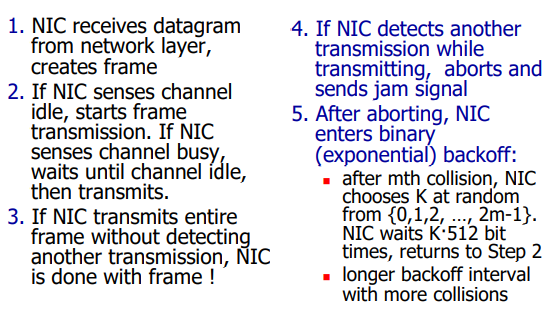 1. NIC receives datagram
from network layer,
creates frame
2. If NIC senses channel
idle, starts frame
transmission. If NIC
senses channel busy,
waits until channel idle,
then transmits.
3. If NIC transmits entire
frame without detecting
another transmission, NIC
is done with frame !
4. If NIC detects another
transmission while
transmitting, aborts and
sends jam signal
5. After aborting, NIC
enters binary
(exponential) backoff:
▪ after mth collision, NIC
chooses K at random
from {0,1,2, ..., 2m-1}.
NIC waits K·512 bit
times, returns to Step 2
▪ longer backoff interval
with more collisions